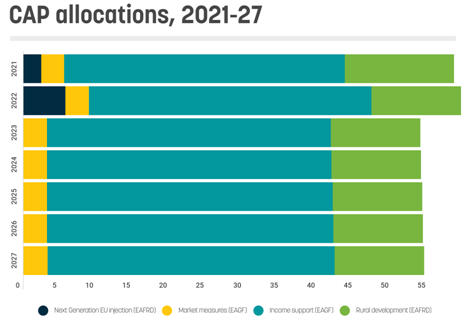 CAP allocations, 2021-27
2021
2022
2023
2024
2025
2026
2027
0 5 10 15 20 25 30 35 40 45 50 55
Next Generation EU injection (EAFRD) Market measures (EAGF) Income support (EAGF) Rural development (EAFRD)